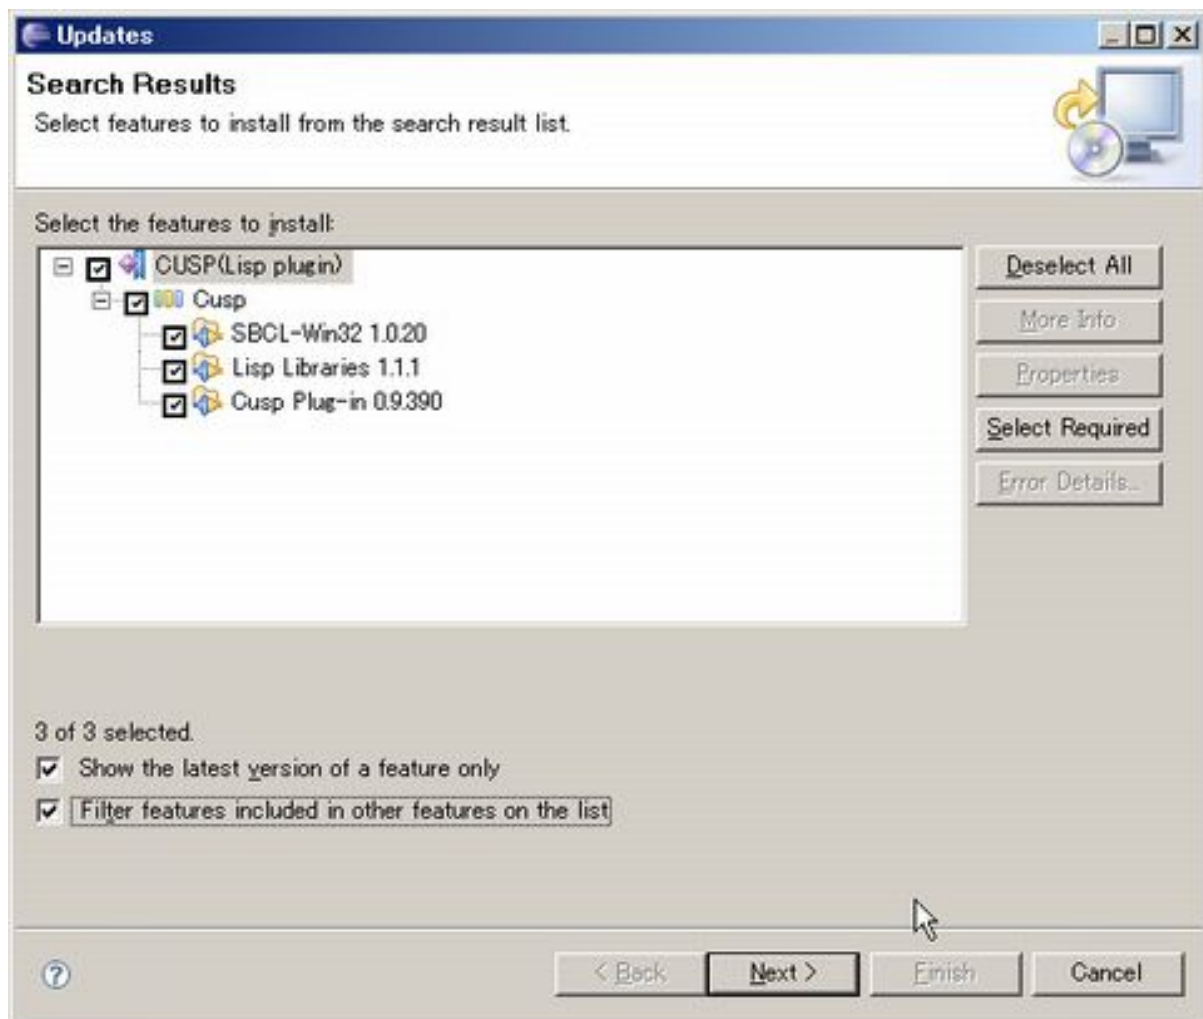 Updates
Search Results
Select features to install from the search result list.
Select the features to install:
CUSP(Lisp plugin)
Cusp
SBCL-Win32 1.0.20
Lisp Libraries 1.1.1
Cusp Plug-in 0.9.390
Deselect All
More Info
Properties
Select Required
Error Details...
3 of 3 selected.
Show the latest version of a feature only
Filter features included in other features on the list
?
< Back
Next >
Finish
Cancel